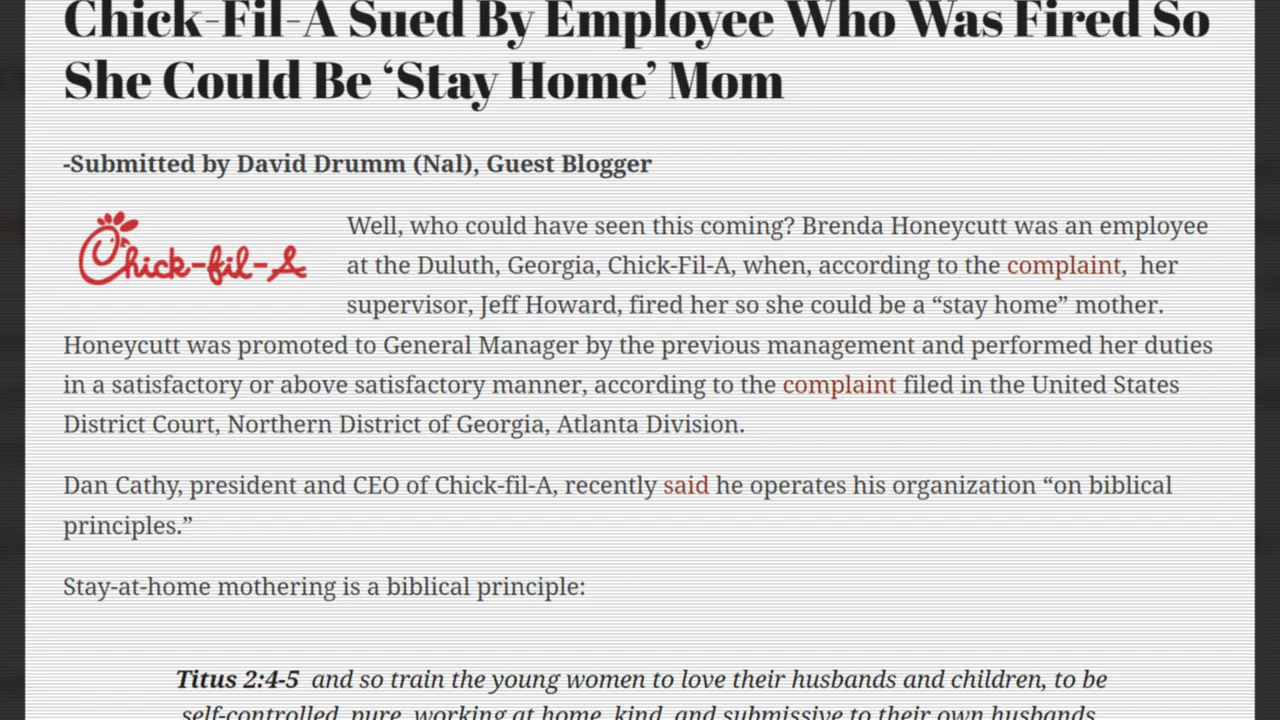 Chick-Fil-A Sued By Employee Who Was Fired So
She Could Be ‘Stay Home’ Mom
-Submitted by David Drumm (Nal), Guest Blogger
Chick-fil-A
Well, who could have seen this coming? Brenda Honeycutt was an employee
at the Duluth, Georgia, Chick-Fil-A, when, according to the complaint,  her
supervisor, Jeff Howard, fired her so she could be a “stay home” mother.
Honeycutt was promoted to General Manager by the previous management and performed her duties
in a satisfactory or above satisfactory manner, according to the complaint filed in the United States
District Court, Northern District of Georgia, Atlanta Division.
Dan Cathy, president and CEO of Chick-fil-A, recently said he operates his organization “on biblical
principles.”
Stay-at-home mothering is a biblical principle:
Titus 2:4-5  and so train the young women to love their husbands and children, to be
self-controlled, pure, working at home, kind, and submissive to their own husbands,